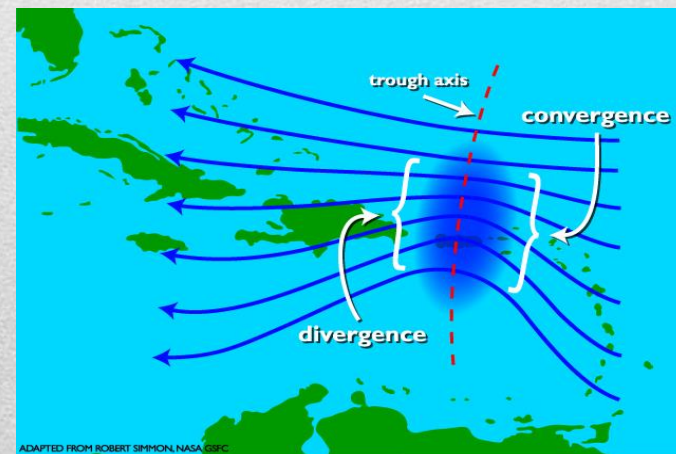 trough axis
convergence
divergence
ADAPTED FROM ROBERT SIMMON, NASA GSFC